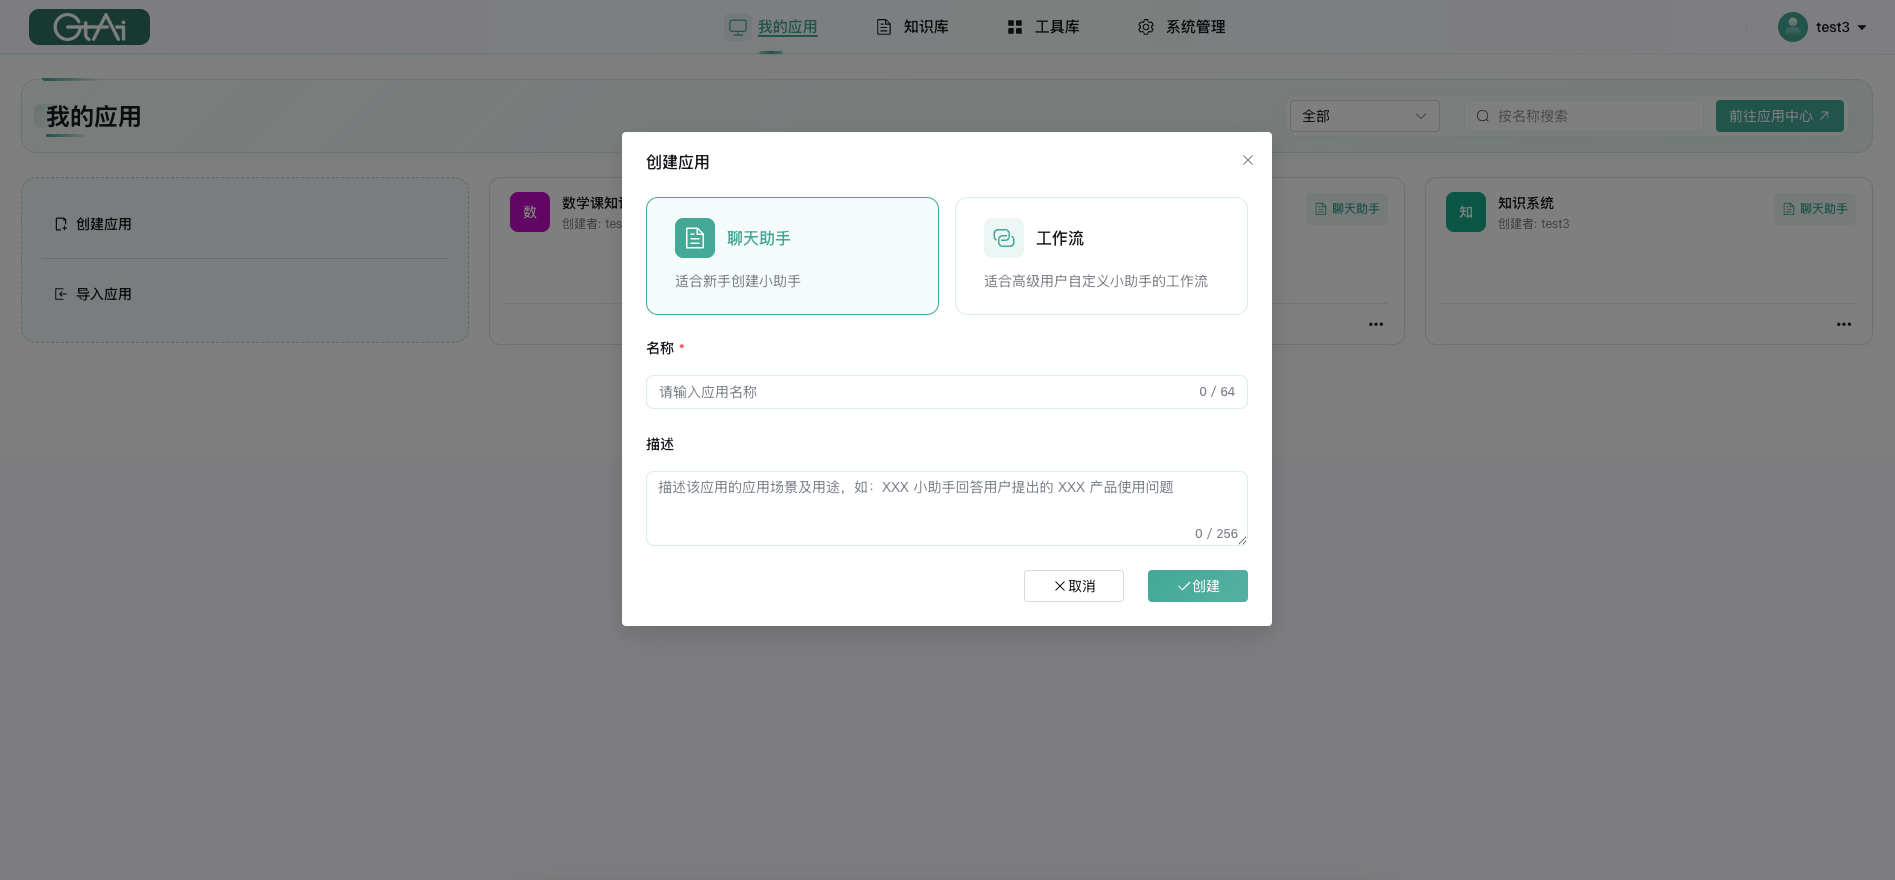 GtAi
我的应用
知识库
工具库
系统管理
test3
我的应用
全部
按名称搜索
前往应用中心
创建应用
导入应用
数
数学课知
创建者: tes
聊天助手
知
知识系统
创建者: test3
聊天助手
创建应用
聊天助手
适合新手创建小助手
工作流
适合高级用户自定义小助手的工作流
名称 *
请输入应用名称
0 / 64
描述
描述该应用的应用场景及用途，如：XXX 小助手回答用户提出的 XXX 产品使用问题
0 / 256
取消
创建